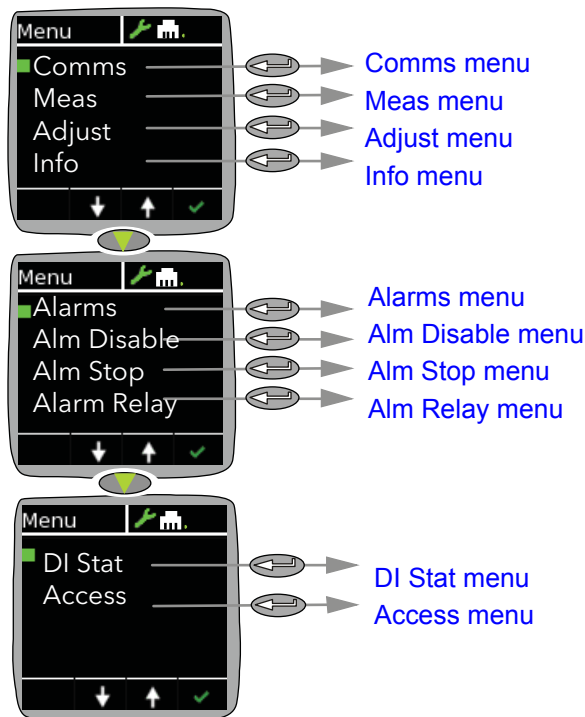 Menu
Comms
Meas
Adjust
Info
Comms menu
Meas menu
Adjust menu
Info menu
Menu
Alarms
Alm Disable
Alm Stop
Alarm Relay
Alarms menu
Alm Disable menu
Alm Stop menu
Alm Relay menu
Menu
DI Stat
Access
DI Stat menu
Access menu